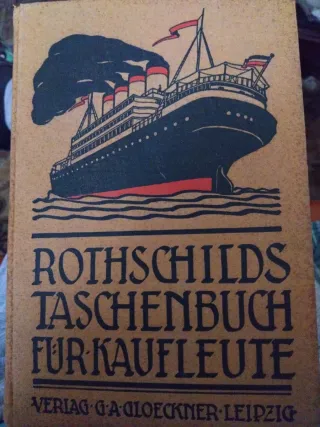 ROTHSCHILDS
TASCHENBUCH
FÜR·KAUFLEUTE
VERLAG·G·A·GLOECKNER·LEIPZIG